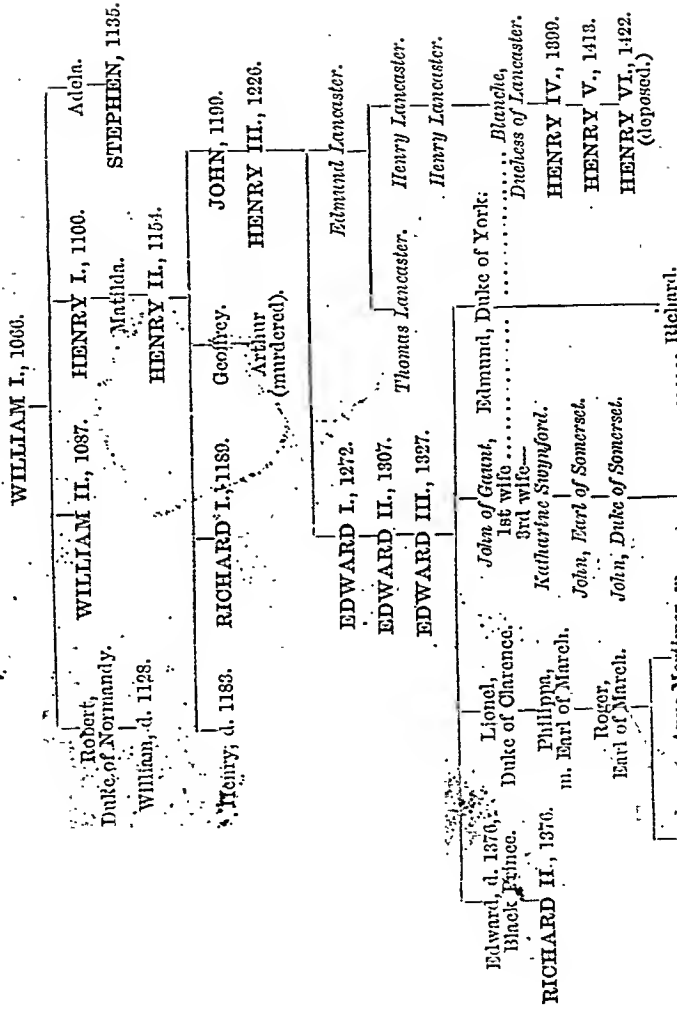 WILLIAM I., 1066.
Robert,
Duke of Normandy.
William, d. 1128.
WILLIAM II., 1087.
HENRY I., 1100.
Matilda.
HENRY II., 1154.
Adela.
STEPHEN, 1135.
Henry, d. 1183.
RICHARD I., 1189.
Geoffrey.
Arthur
(murdered).
JOHN, 1199.
HENRY III., 1226.
EDWARD I., 1272.
EDWARD II., 1307.
EDWARD III., 1327.
Edmund Lancaster.
Thomas Lancaster.
Henry Lancaster.
Henry Lancaster.
Edward, d. 1376,
Black Prince.
RICHARD II., 1376.
Lionel,
Duke of Clarence.
Philippa,
m. Earl of March.
Roger,
Earl of March.
John of Gaunt,
1st wife
3rd wife—
Katharine Swynford.
John, Earl of Somerset.
John, Duke of Somerset.
Edmund, Duke of York:
Blanche,
Duchess of Lancaster.
HENRY IV., 1399.
HENRY V., 1413.
HENRY VI., 1422.
(deposed.)
Richard.